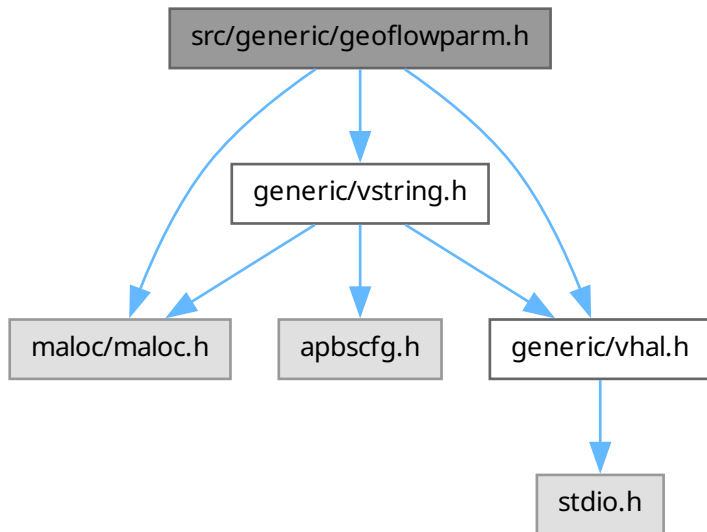 src/generic/geoflowparm.h
generic/vstring.h
maloc/maloc.h
apbscfg.h
generic/vhal.h
stdio.h